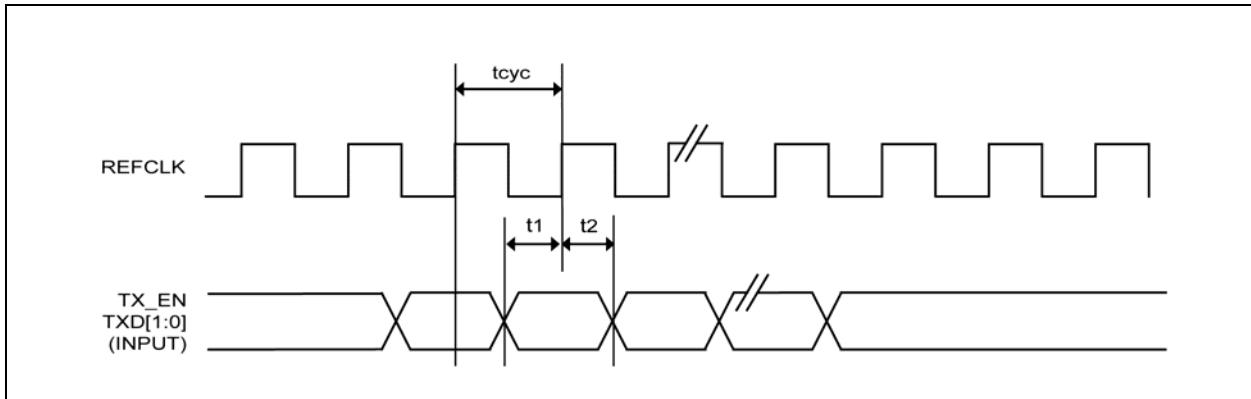 tcyc
REFCLK
t1
t2
TX_EN
TXD[1:0]
(INPUT)